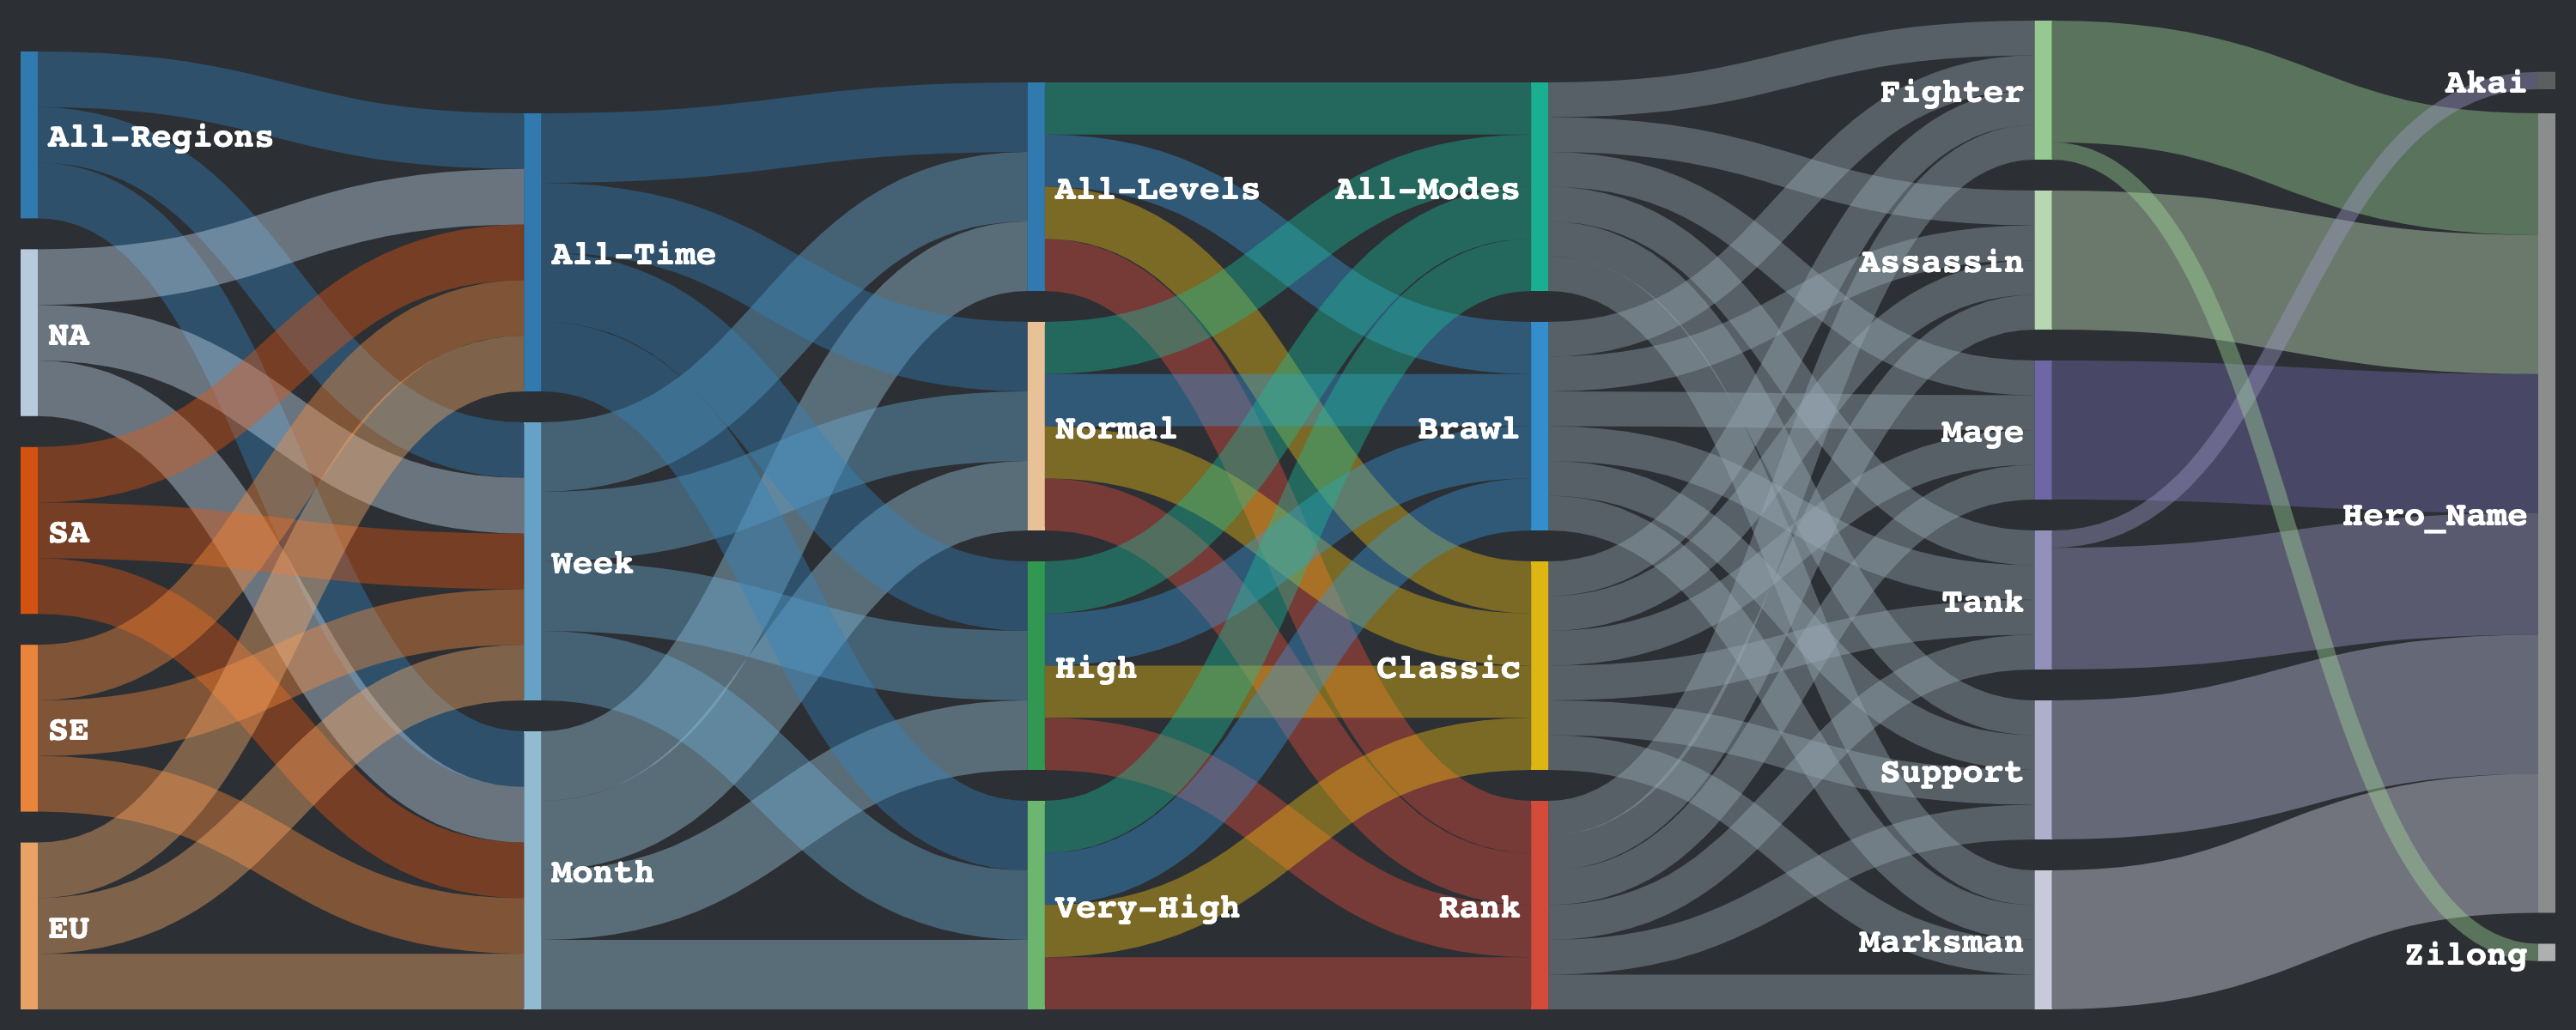 All-Regions
NA
SA
SE
EU
All-Time
Week
Month
All-Levels
Normal
High
Very-High
All-Modes
Brawl
Classic
Rank
Fighter
Assassin
Mage
Tank
Support
Marksman
Akai
Hero_Name
Zilong